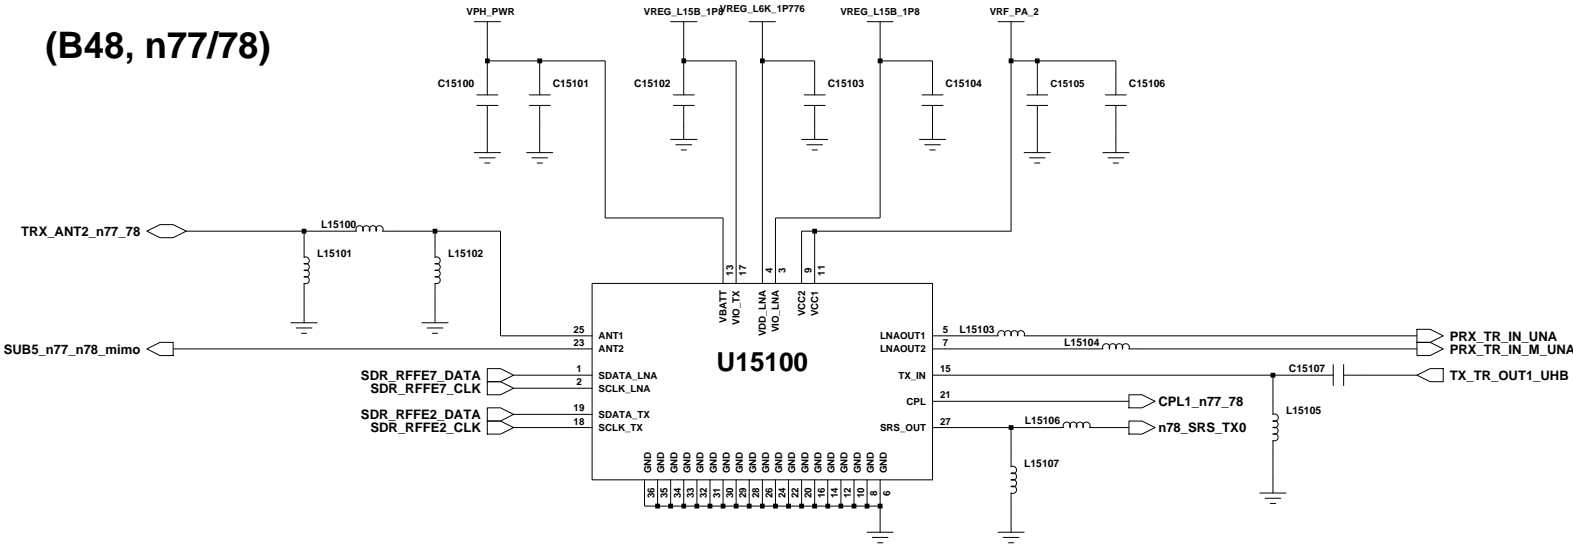 (B48, n77/78)
VPH_PWR
VREG_L15B_1P8
VREG_L6K_1P776
VREG_L15B_1P8
VRF_PA_2
C15100
C15101
C15102
C15103
C15104
C15105
C15106
TRX_ANT2_n77_78
L15100
L15101
L15102
13
17
4
3
9
11
VBATT
VIO_TX
VDD_LNA
VIO_LNA
VCC2
VCC1
25
ANT1
23
ANT2
SUB5_n77_n78_mimo
SDR_RFFE7_DATA
1
SDATA_LNA
SDR_RFFE7_CLK
2
SCLK_LNA
SDR_RFFE2_DATA
19
SDATA_TX
SDR_RFFE2_CLK
18
SCLK_TX
U15100
LNAOUT1
5
L15103
PRX_TR_IN_UNA
LNAOUT2
7
L15104
PRX_TR_IN_M_UNA
TX_IN
15
C15107
TX_TR_OUT1_UHB
L15105
CPL
21
CPL1_n77_78
SRS_OUT
27
L15106
n78_SRS_TX0
L15107
GND GND GND GND GND GND GND GND GND GND GND GND GND GND GND GND GND GND GND
36 35 34 33 32 31 30 29 28 26 24 22 20 16 14 12 10 8 6